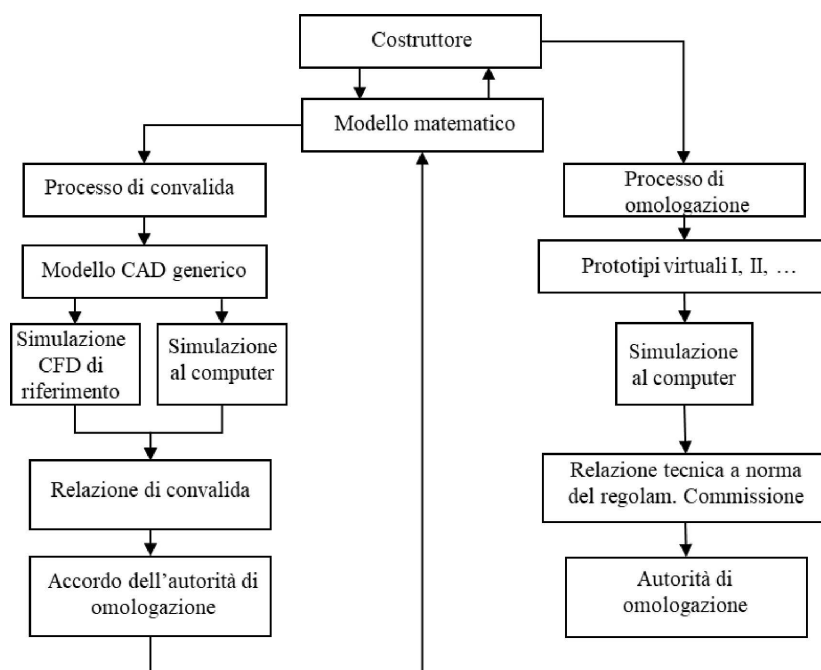 Costruttore
Modello matematico
Processo di convalida
Modello CAD generico
Simulazione
CFD di
riferimento
Simulazione
al computer
Relazione di convalida
Accordo dell’autorità di
omologazione
Processo di
omologazione
Prototipi virtuali I, II, …
Simulazione
al computer
Relazione tecnica a norma
del regolam. Commissione
Autorità di
omologazione